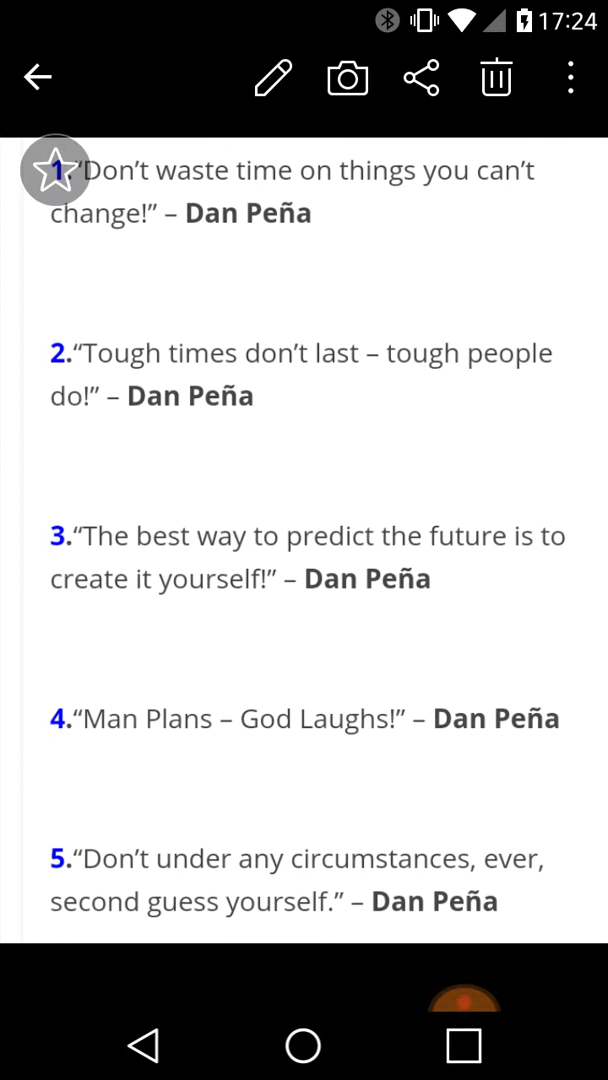 17:24
1.“Don’t waste time on things you can’t
change!” – Dan Peña
2.“Tough times don’t last – tough people
do!” – Dan Peña
3.“The best way to predict the future is to
create it yourself!” – Dan Peña
4.“Man Plans – God Laughs!” – Dan Peña
5.“Don’t under any circumstances, ever,
second guess yourself.” – Dan Peña